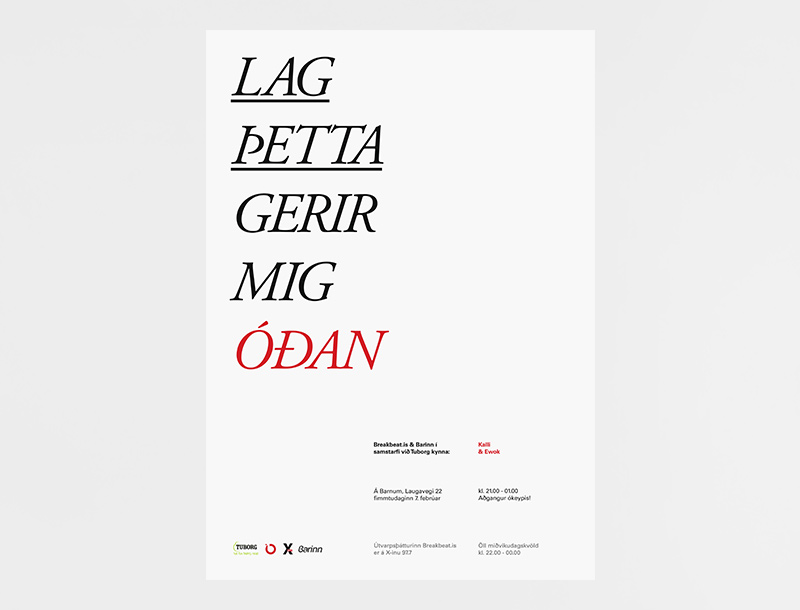 LAG
ÞETTA
GERIR
MIG
ÓÐAN
Breakbeat.is & Barinn í
samstarfi við Tuborg kynna:
Kalli
& Ewok
Á Barnum, Laugavegi 22
fimmtudaginn 7. febrúar
kl. 21.00 - 01.00
Aðgangur ókeypis!
TUBORG
X
Barinn
Útvarpsþátturinn Breakbeat.is
er á X-inu 97.7
Öll miðvikudagskvöld
kl. 22.00 - 00.00